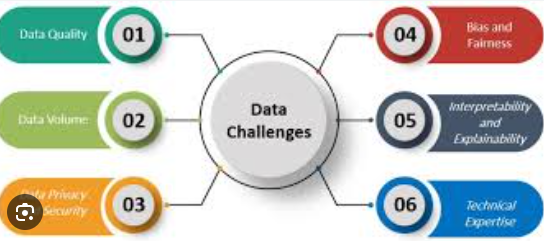 Data Quality
01
Data Volume
02
Data Privacy
Security
03
Data
Challenges
04
Bias and
Fairness
05
Interpretability
and
Explainability
06
Technical
Expertise